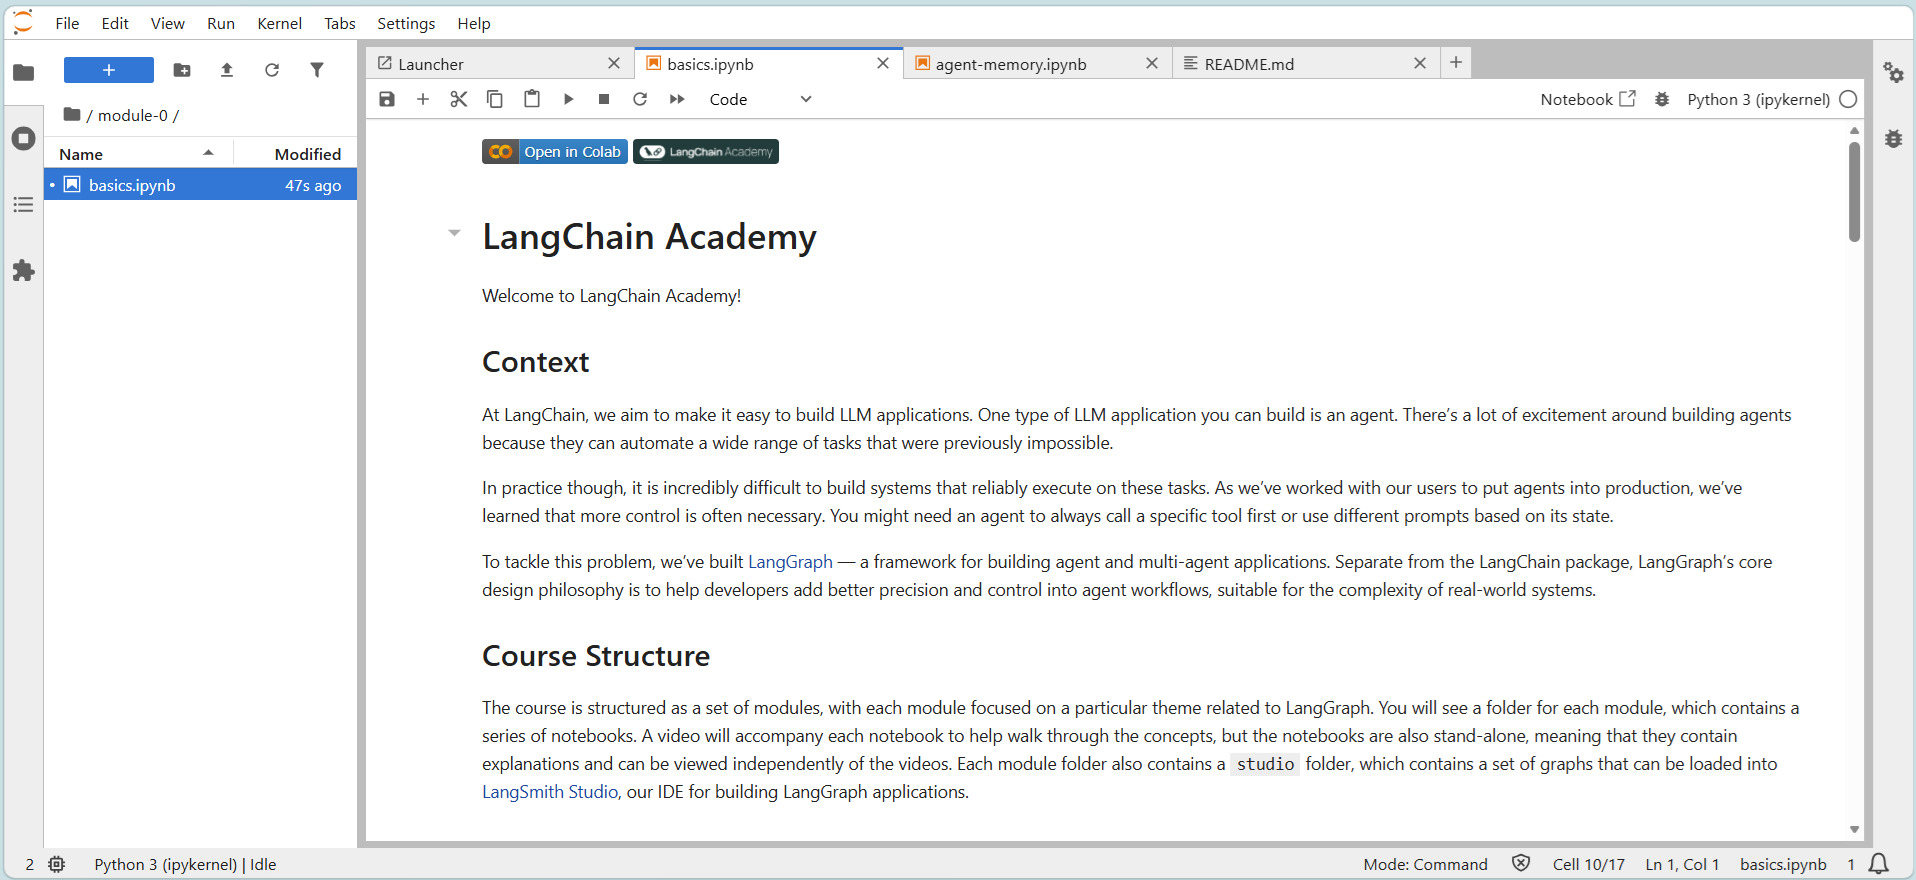 File Edit View Run Kernel Tabs Settings Help
+
/ module-0 /
Name Modified
basics.ipynb 47s ago
Launcher basics.ipynb agent-memory.ipynb README.md
Code Notebook Python 3 (ipykernel)
Open in Colab LangChain Academy
LangChain Academy
Welcome to LangChain Academy!
Context
At LangChain, we aim to make it easy to build LLM applications. One type of LLM application you can build is an agent. There’s a lot of excitement around building agents
because they can automate a wide range of tasks that were previously impossible.
In practice though, it is incredibly difficult to build systems that reliably execute on these tasks. As we’ve worked with our users to put agents into production, we’ve
learned that more control is often necessary. You might need an agent to always call a specific tool first or use different prompts based on its state.
To tackle this problem, we’ve built LangGraph — a framework for building agent and multi-agent applications. Separate from the LangChain package, LangGraph’s core
design philosophy is to help developers add better precision and control into agent workflows, suitable for the complexity of real-world systems.
Course Structure
The course is structured as a set of modules, with each module focused on a particular theme related to LangGraph. You will see a folder for each module, which contains a
series of notebooks. A video will accompany each notebook to help walk through the concepts, but the notebooks are also stand-alone, meaning that they contain
explanations and can be viewed independently of the videos. Each module folder also contains a studio folder, which contains a set of graphs that can be loaded into
LangSmith Studio, our IDE for building LangGraph applications.
2 Python 3 (ipykernel) | Idle Mode: Command Cell 10/17 Ln 1, Col 1 basics.ipynb 1